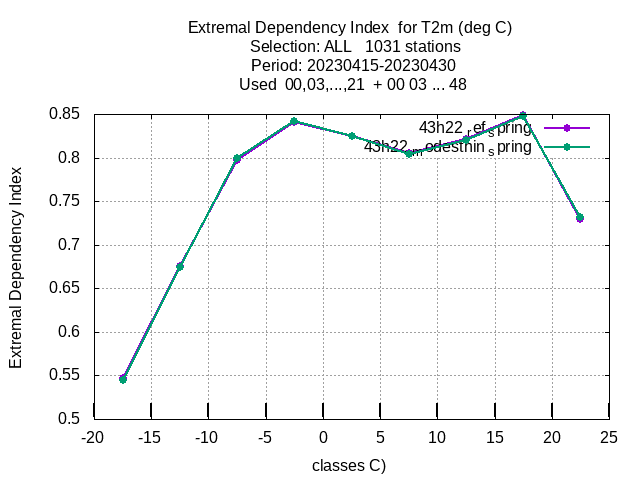 Extremal Dependency Index  for T2m (deg C)
Selection: ALL   1031 stations
Period: 20230415-20230430
Used  00,03,...,21  + 00 03 ... 48
43h22_ref_spring
43h22_modesthin_spring
Extremal Dependency Index
0.85
0.8
0.75
0.7
0.65
0.6
0.55
0.5
-20 -15 -10 -5 0 5 10 15 20 25
classes C)